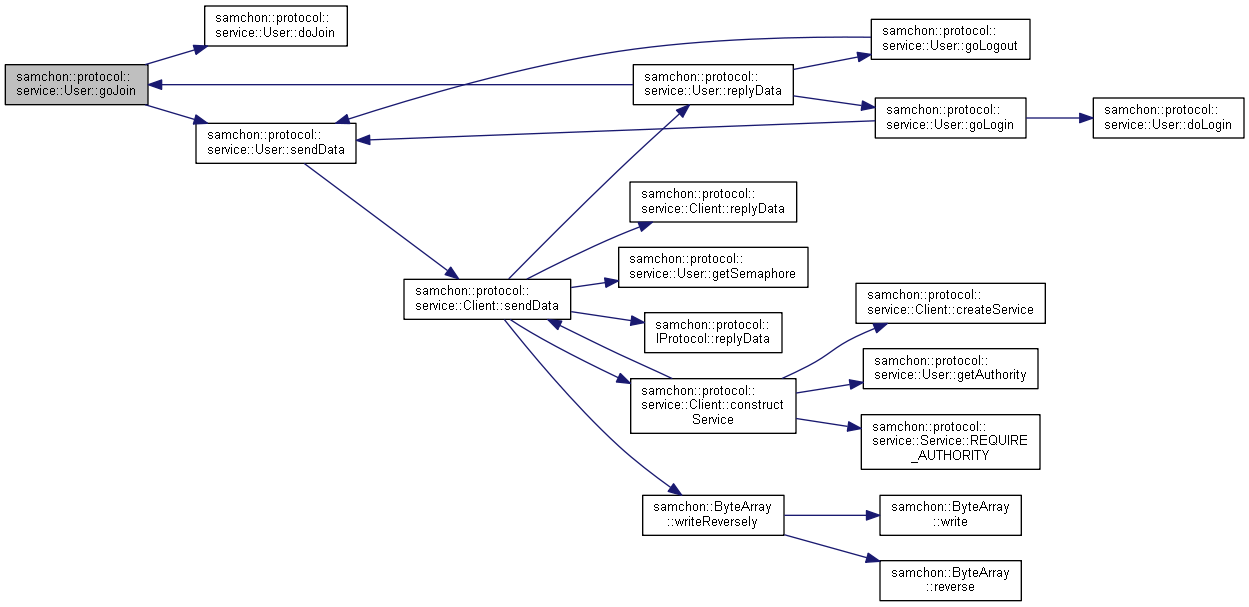 samchon::protocol::
service::User::doJoin
samchon::protocol::
service::User::goJoin
samchon::protocol::
service::User::sendData
samchon::protocol::
service::Client::sendData
samchon::protocol::
service::User::replyData
samchon::protocol::
service::User::goLogout
samchon::protocol::
service::User::goLogin
samchon::protocol::
service::User::doLogin
samchon::protocol::
service::Client::replyData
samchon::protocol::
service::User::getSemaphore
samchon::protocol::
IProtocol::replyData
samchon::protocol::
service::Client::construct
Service
samchon::protocol::
service::Client::createService
samchon::protocol::
service::User::getAuthority
samchon::protocol::
service::Service::REQUIRE
_AUTHORITY
samchon::ByteArray
::writeReversely
samchon::ByteArray
::write
samchon::ByteArray
::reverse